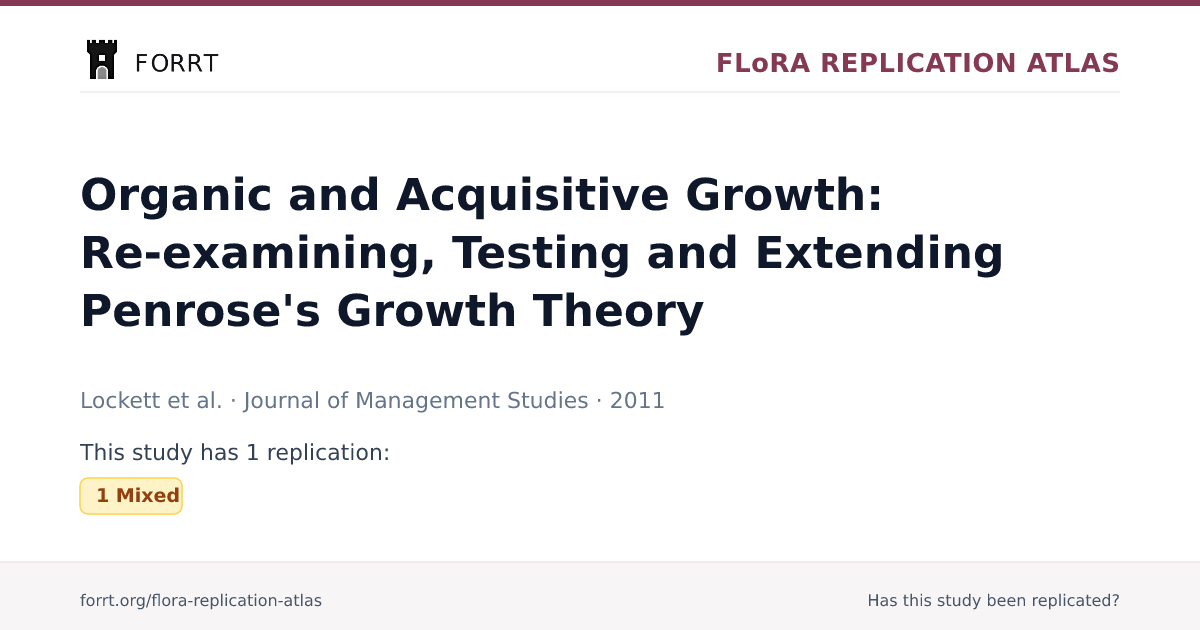 FORRT
FLoRA REPLICATION ATLAS
Organic and Acquisitive Growth:
Re-examining, Testing and Extending
Penrose's Growth Theory
Lockett et al. · Journal of Management Studies · 2011
This study has 1 replication:
1 Mixed
forrt.org/flora-replication-atlas
Has this study been replicated?